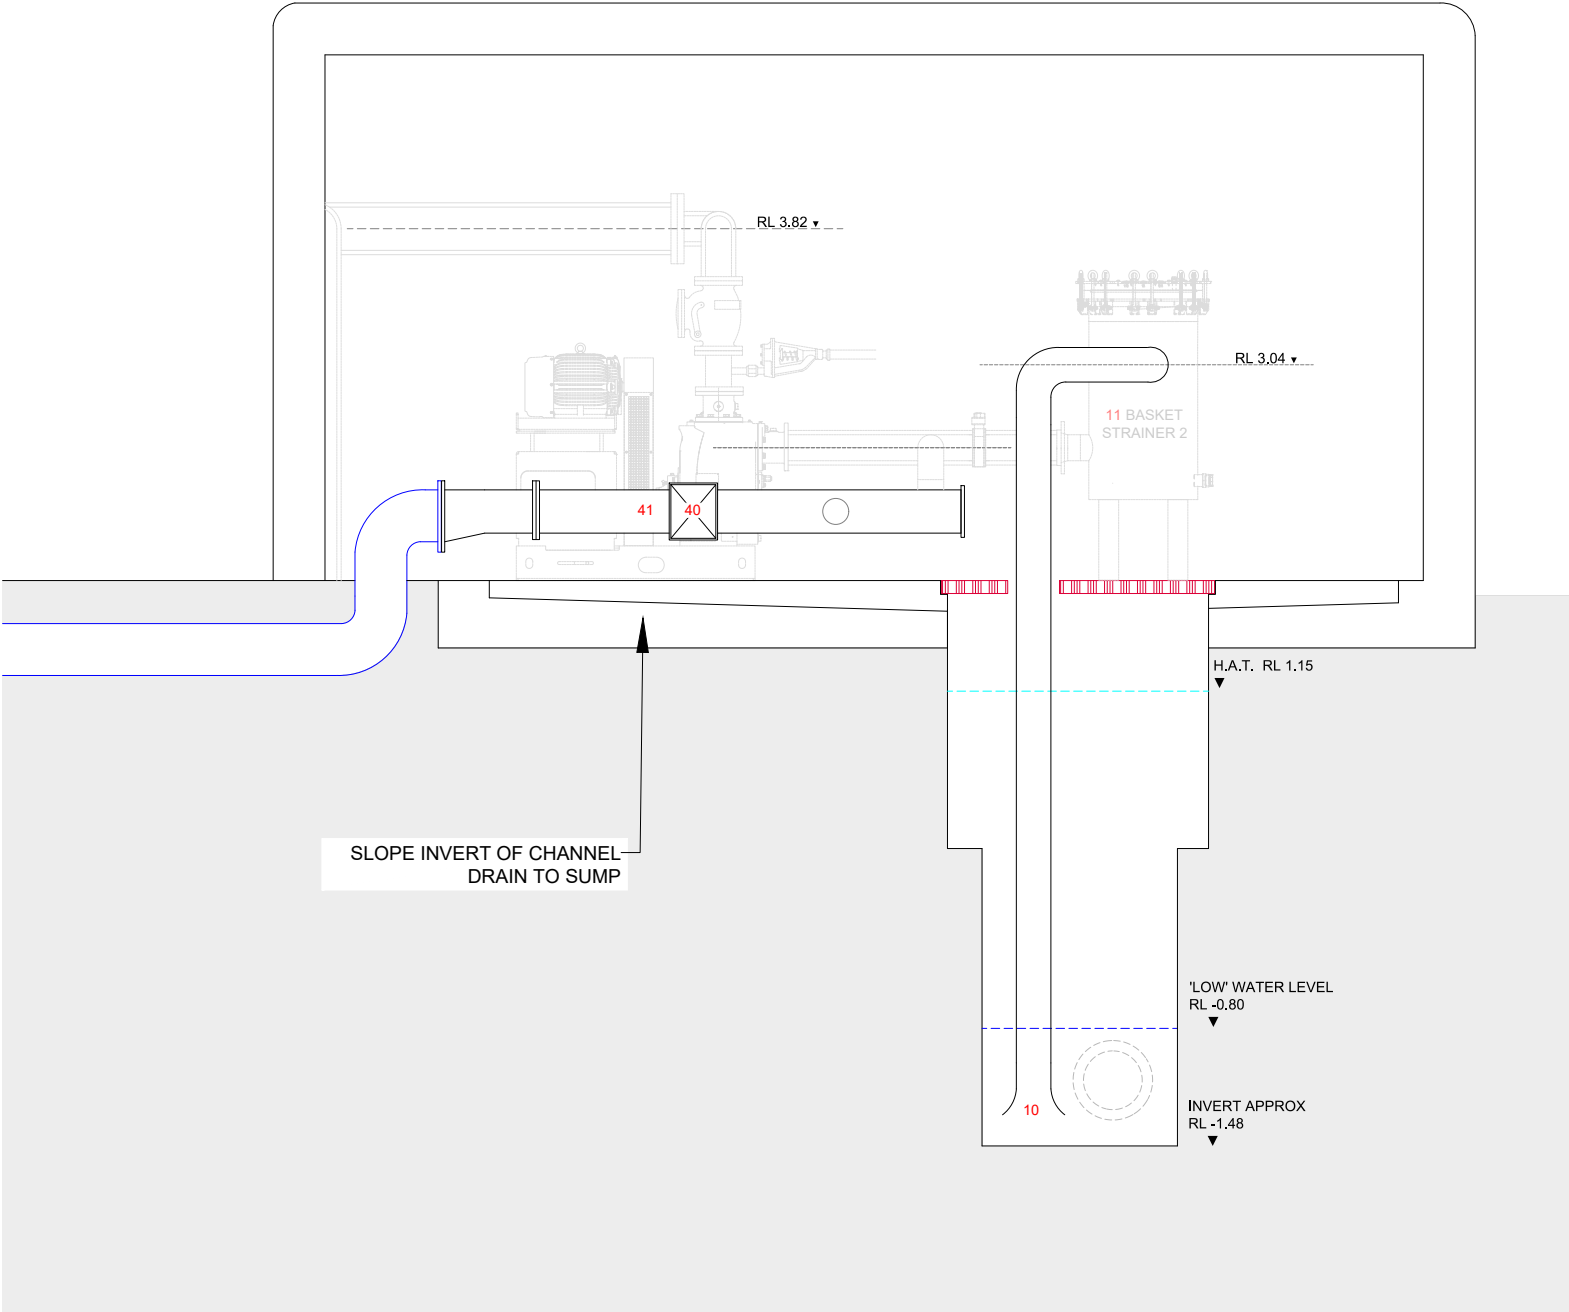 RL 3.82
RL 3.04
11 BASKET
STRAINER 2
41
40
H.A.T. RL 1.15
SLOPE INVERT OF CHANNEL
DRAIN TO SUMP
'LOW' WATER LEVEL
RL -0.80
10
INVERT APPROX
RL -1.48